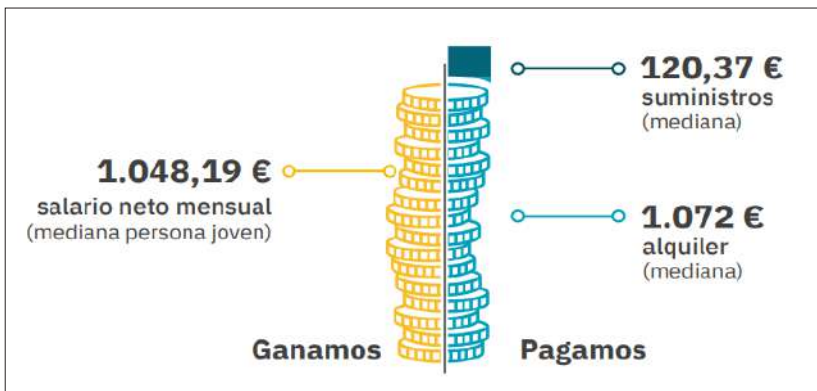 120,37 €
suministros
(mediana)
1.048,19 €
salario neto mensual
(mediana persona joven)
1.072 €
alquiler
(mediana)
Ganamos
Pagamos